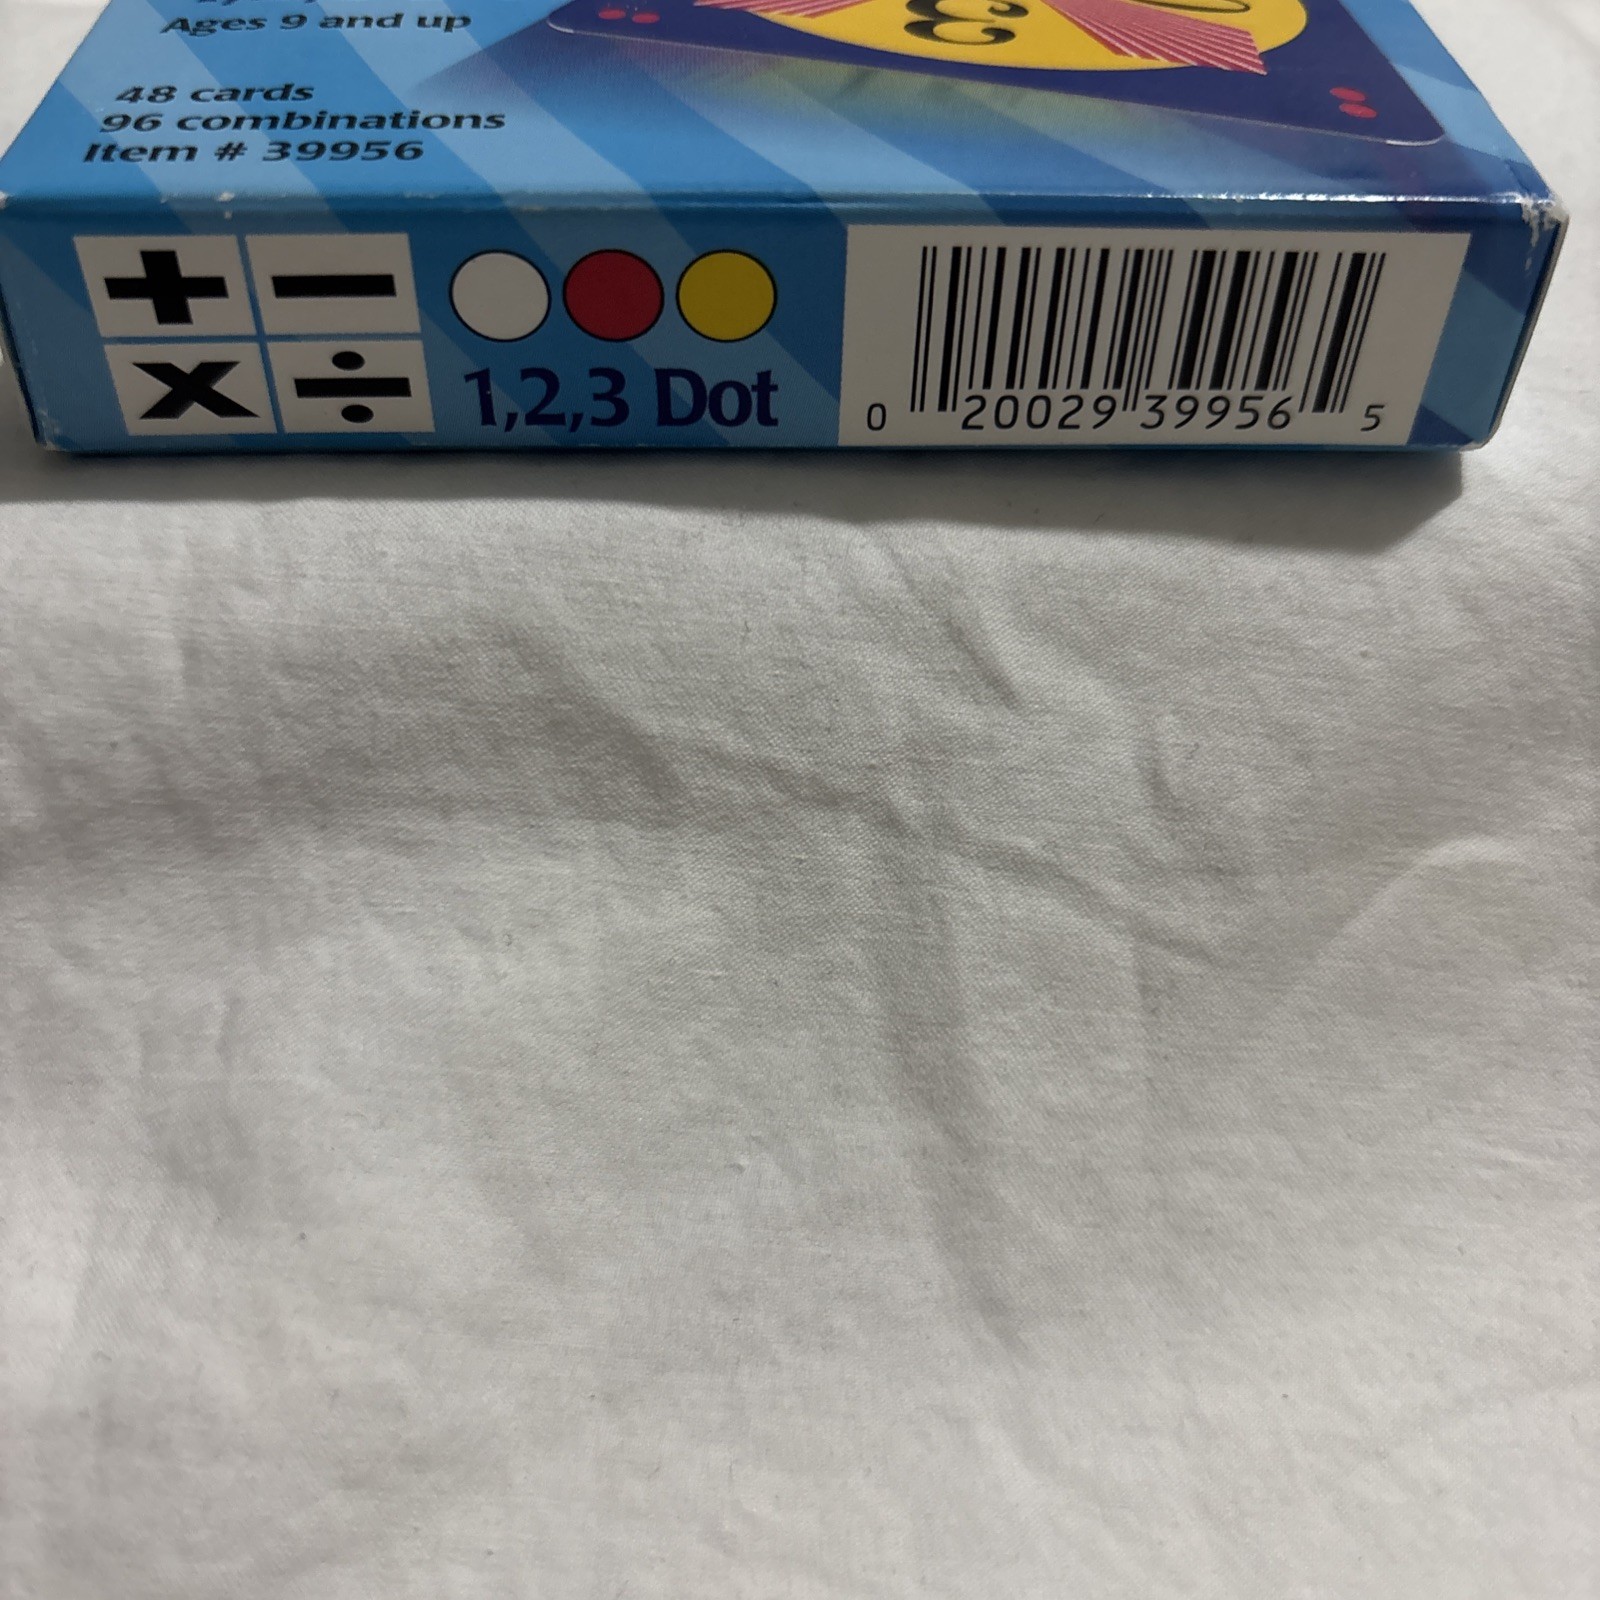 Ages 9 and up
48 cards
96 combinations
Item # 39956
+ −
x ÷
1,2,3 Dot
0 20029 39956 5